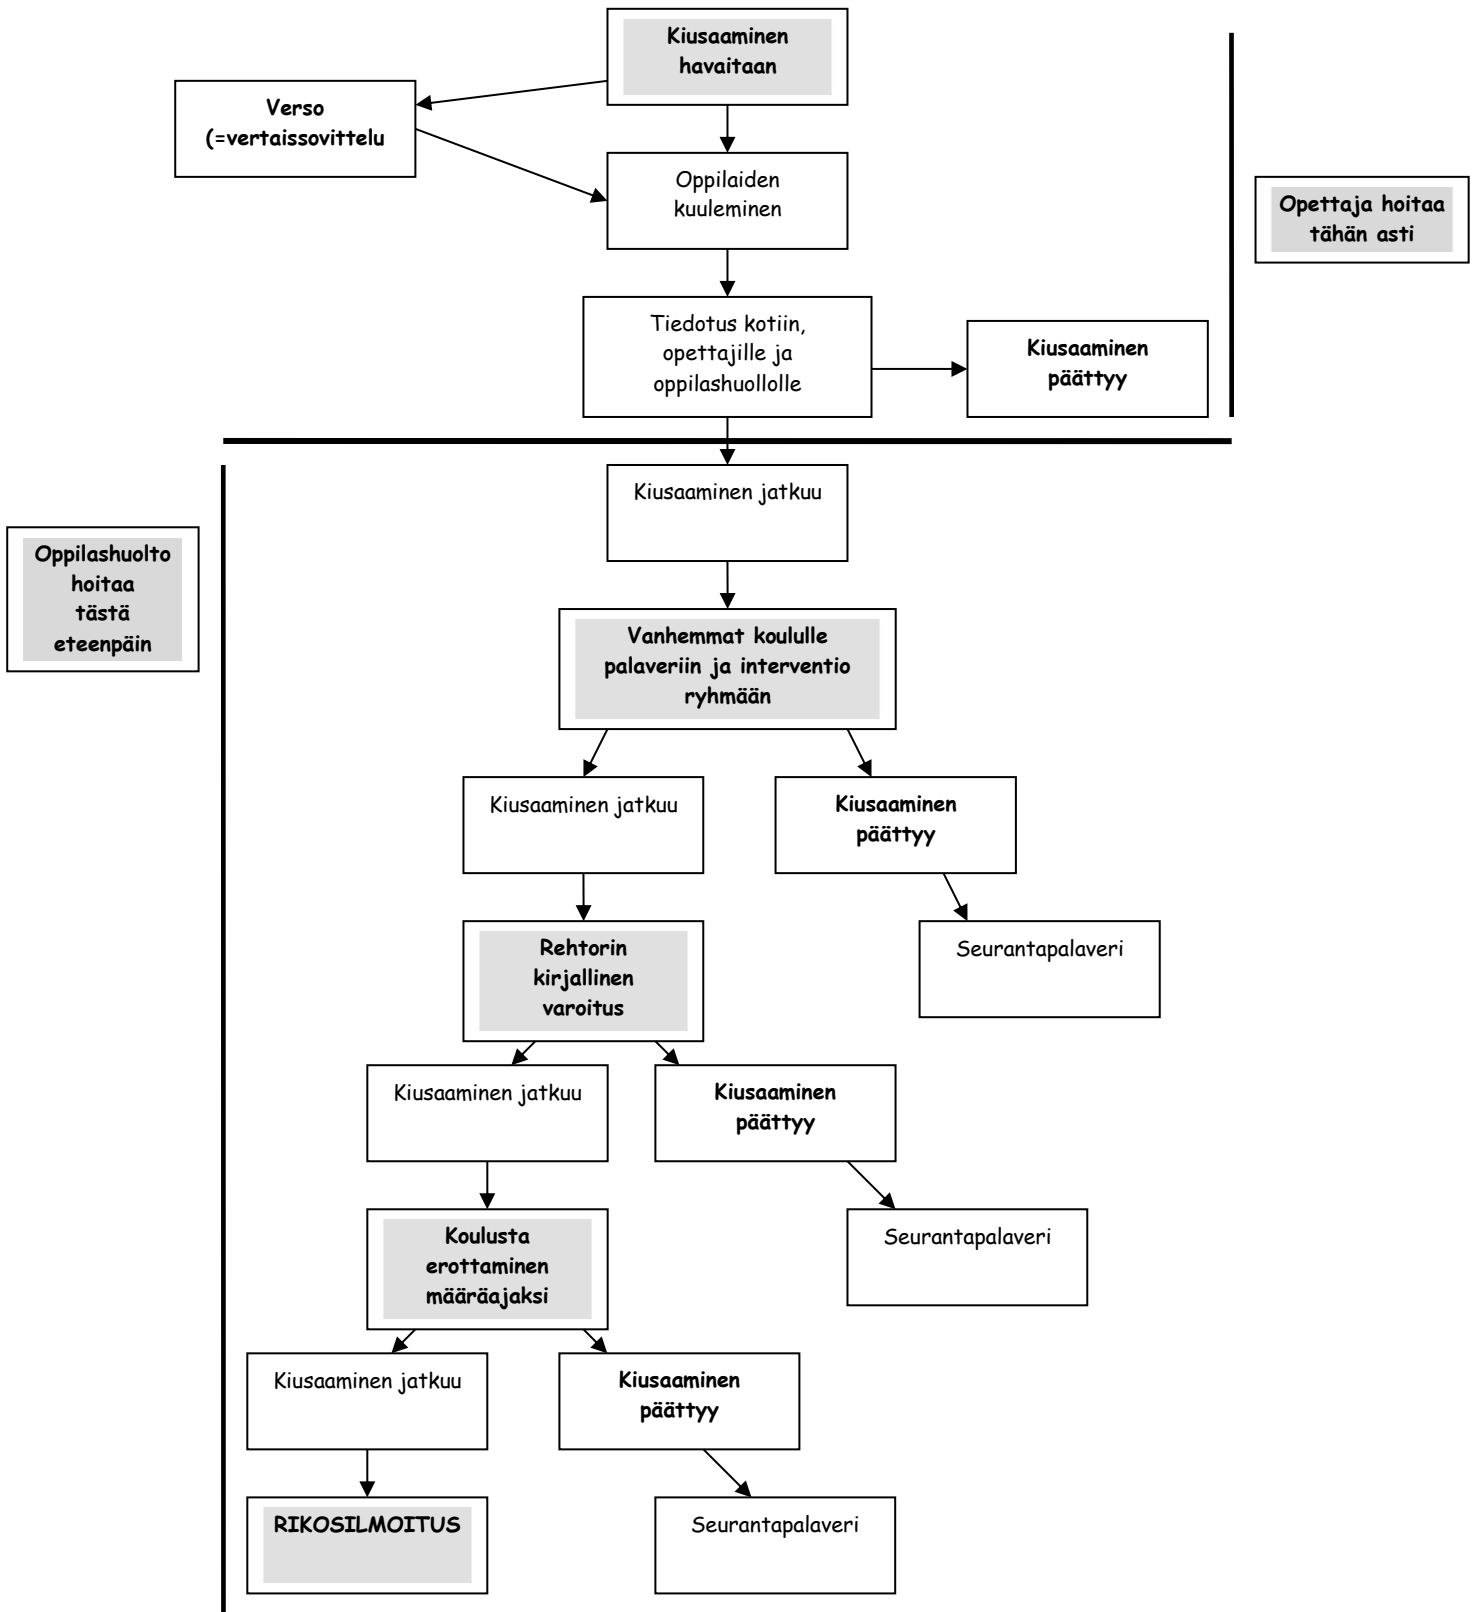 Kiusaaminen
havaitaan
Verso
(=vertaissovittelu
Oppilaiden
kuuleminen
Opettaja hoitaa
tähän asti
Tiedotus kotiin,
opettajille ja
oppilashuollolle
Kiusaaminen
päättyy
Kiusaaminen jatkuu
Oppilashuolto
hoitaa
tästä
eteenpäin
Vanhemmat koululle
palaveriin ja interventio
ryhmään
Kiusaaminen jatkuu
Kiusaaminen
päättyy
Rehtorin
kirjallinen
varoitus
Seurantapalaveri
Kiusaaminen jatkuu
Kiusaaminen
päättyy
Koulusta
erottaminen
määräajaksi
Seurantapalaveri
Kiusaaminen jatkuu
Kiusaaminen
päättyy
RIKOSILMOITUS
Seurantapalaveri